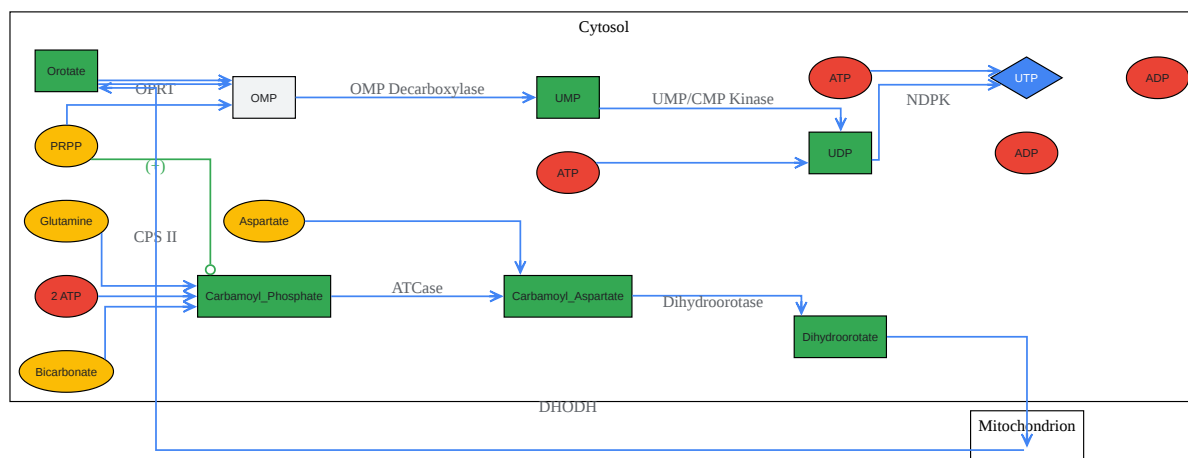 Cytosol
Orotate
OPRT
OMP
OMP Decarboxylase
UMP
UMP/CMP Kinase
ATP
UTP
ADP
NDPK
PRPP
(+)
ATP
UDP
ADP
Glutamine
CPS II
Aspartate
2 ATP
Carbamoyl_Phosphate
ATCase
Carbamoyl_Aspartate
Dihydroorotase
Dihydroorotate
Bicarbonate
DHODH
Mitochondrion